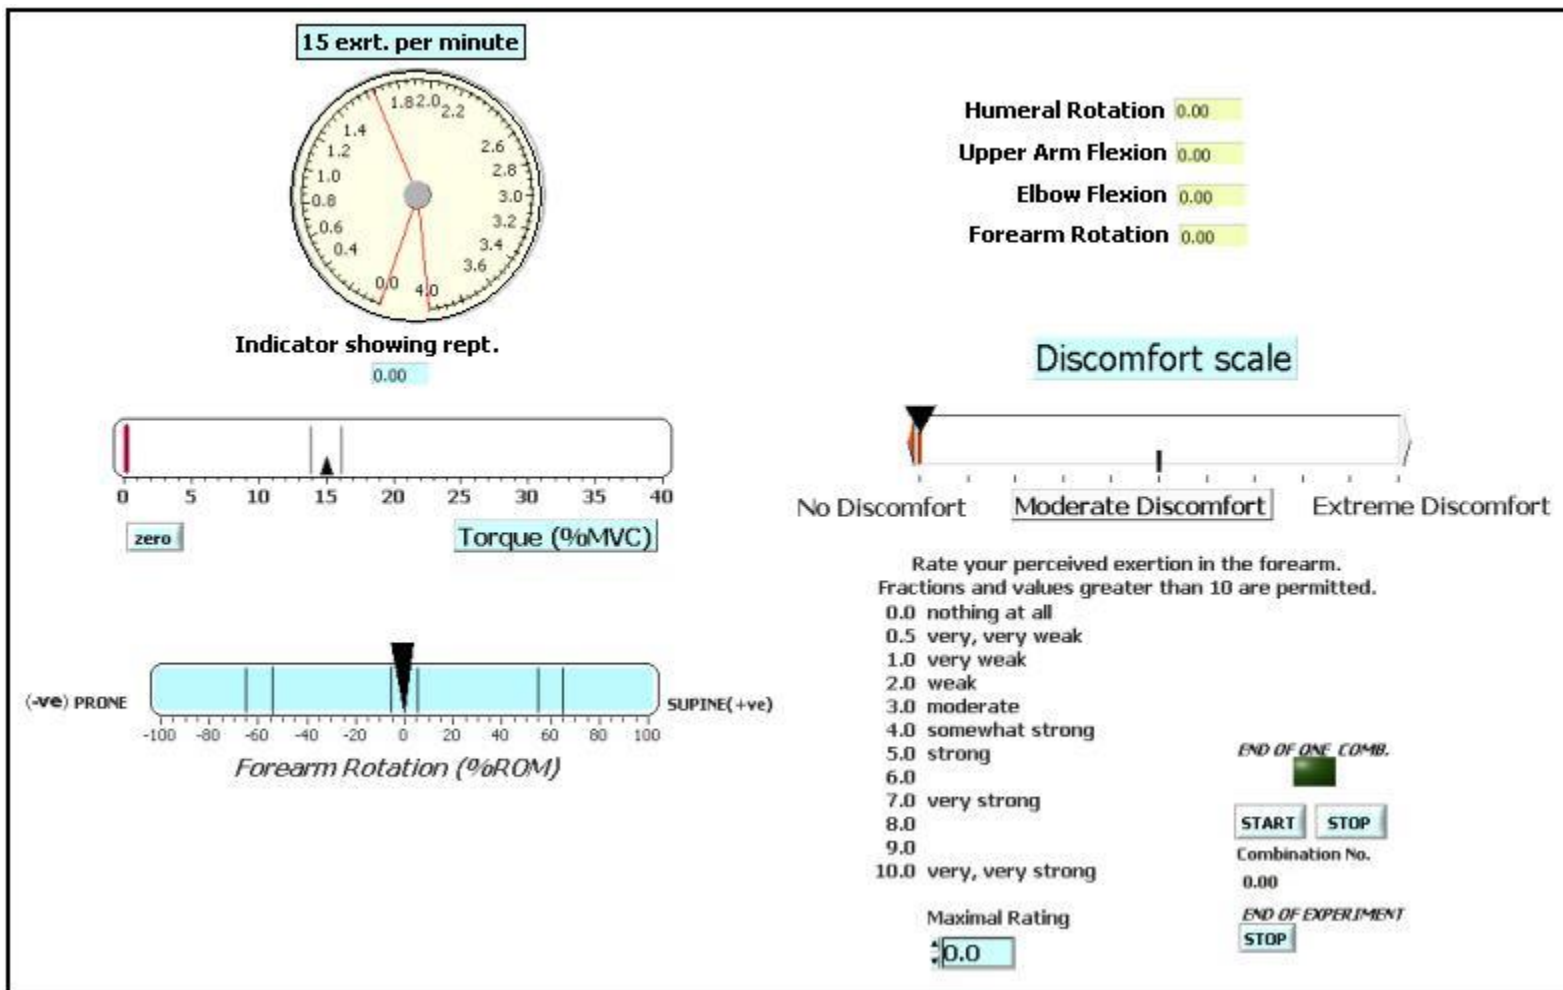 15 exrt. per minute
1.8 2.0 2.2
1.4
1.2
2.6
2.8
1.0
0.8
3.0
3.2
0.6
3.4
0.4
3.6
0.0
4.0
Indicator showing rept.
0.00
0 5 10 15 20 25 30 35 40
zero
Torque (%MVC)
(-ve) PRONE
SUPINE(+ve)
-100 -80 -60 -40 -20 0 20 40 60 80 100
Forearm Rotation (%ROM)
Humeral Rotation 0.00
Upper Arm Flexion 0.00
Elbow Flexion 0.00
Forearm Rotation 0.00
Discomfort scale
No Discomfort Moderate Discomfort Extreme Discomfort
Rate your perceived exertion in the forearm.
Fractions and values greater than 10 are permitted.
0.0 nothing at all
0.5 very, very weak
1.0 very weak
2.0 weak
3.0 moderate
4.0 somewhat strong
5.0 strong
6.0
7.0 very strong
8.0
9.0
10.0 very, very strong
Maximal Rating
0.0
END OF ONE COMB.
START STOP
Combination No.
0.00
END OF EXPERIMENT
STOP